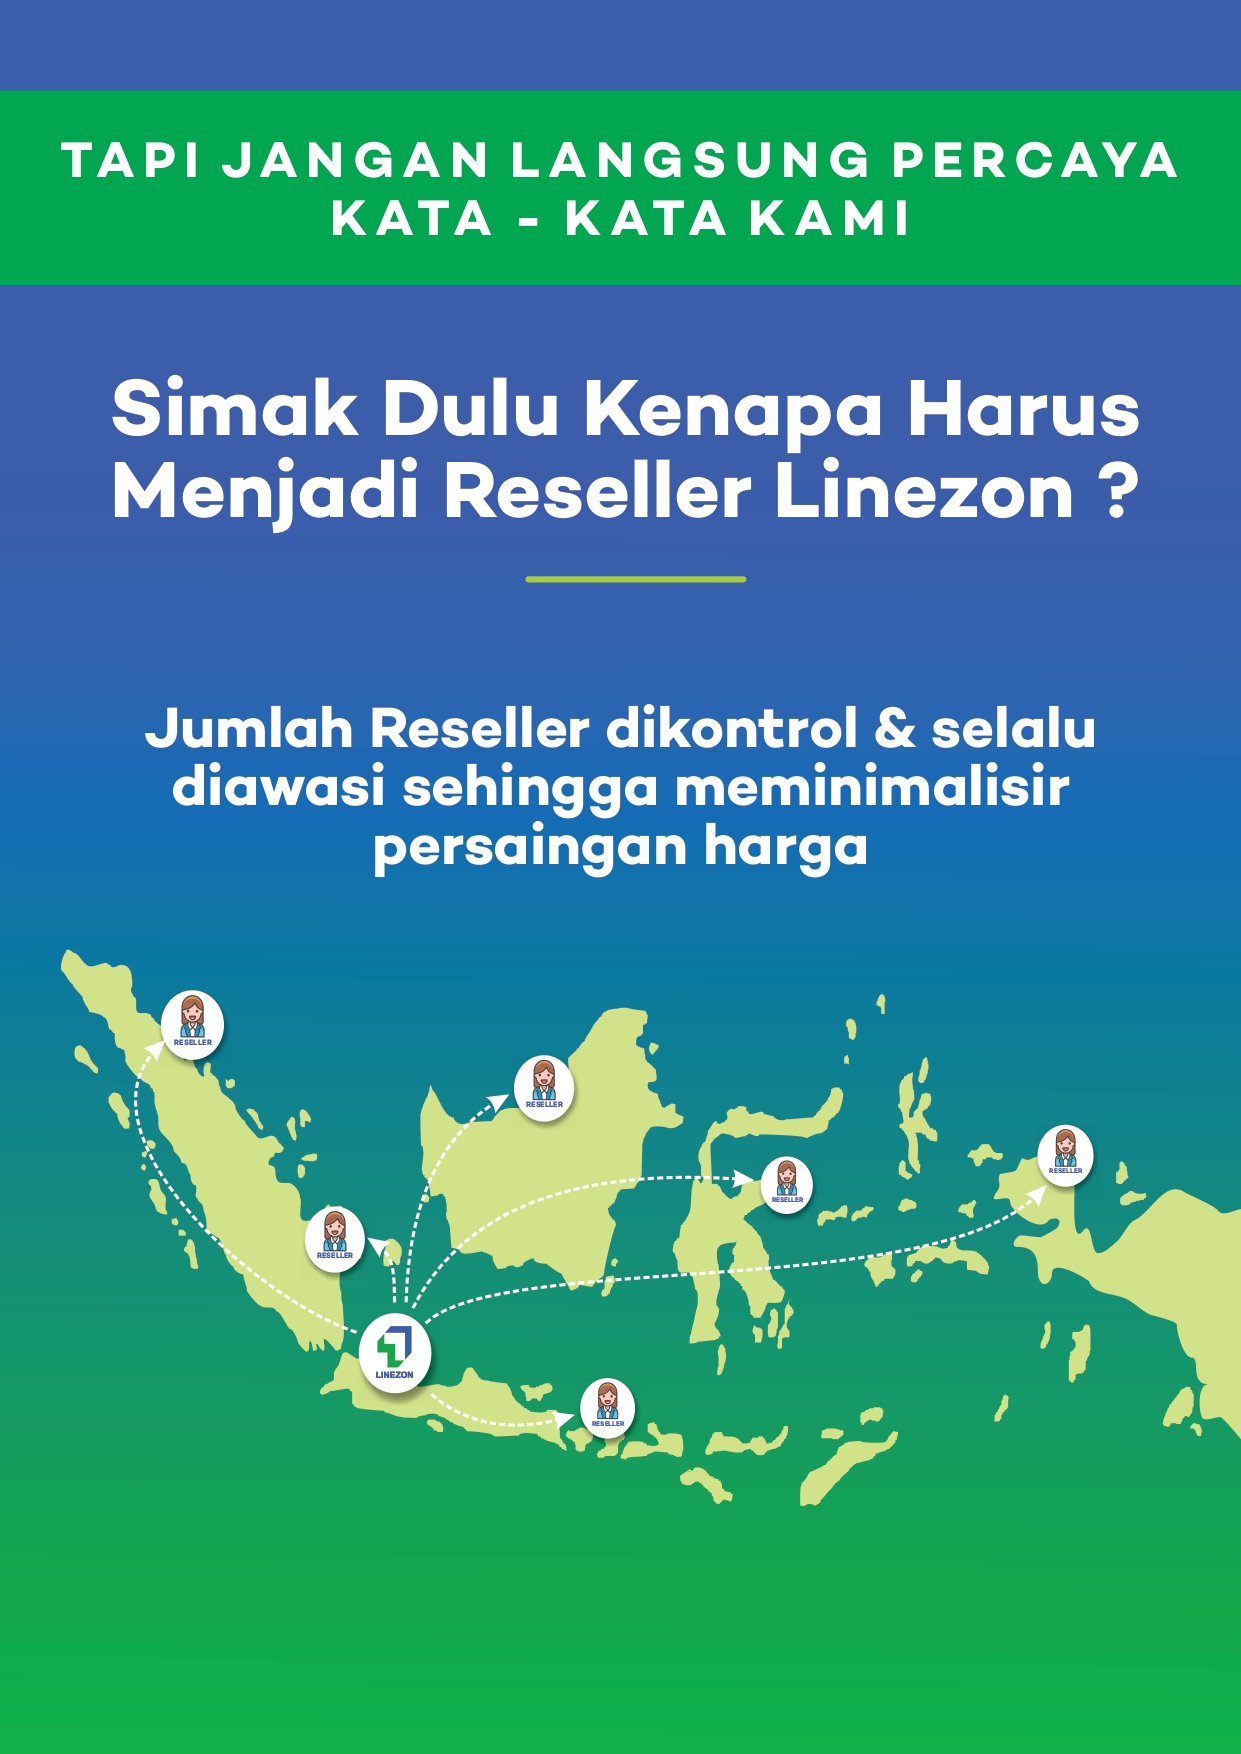 TAPI JANGAN LANGSUNG PERCAYA
KATA - KATA KAMI
Simak Dulu Kenapa Harus
Menjadi Reseller Linezon ?
Jumlah Reseller dikontrol & selalu
diawasi sehingga meminimalisir
persaingan harga
RESELLER
RESELLER
RESELLER
RESELLER
RESELLER
LINEZON
RESELLER